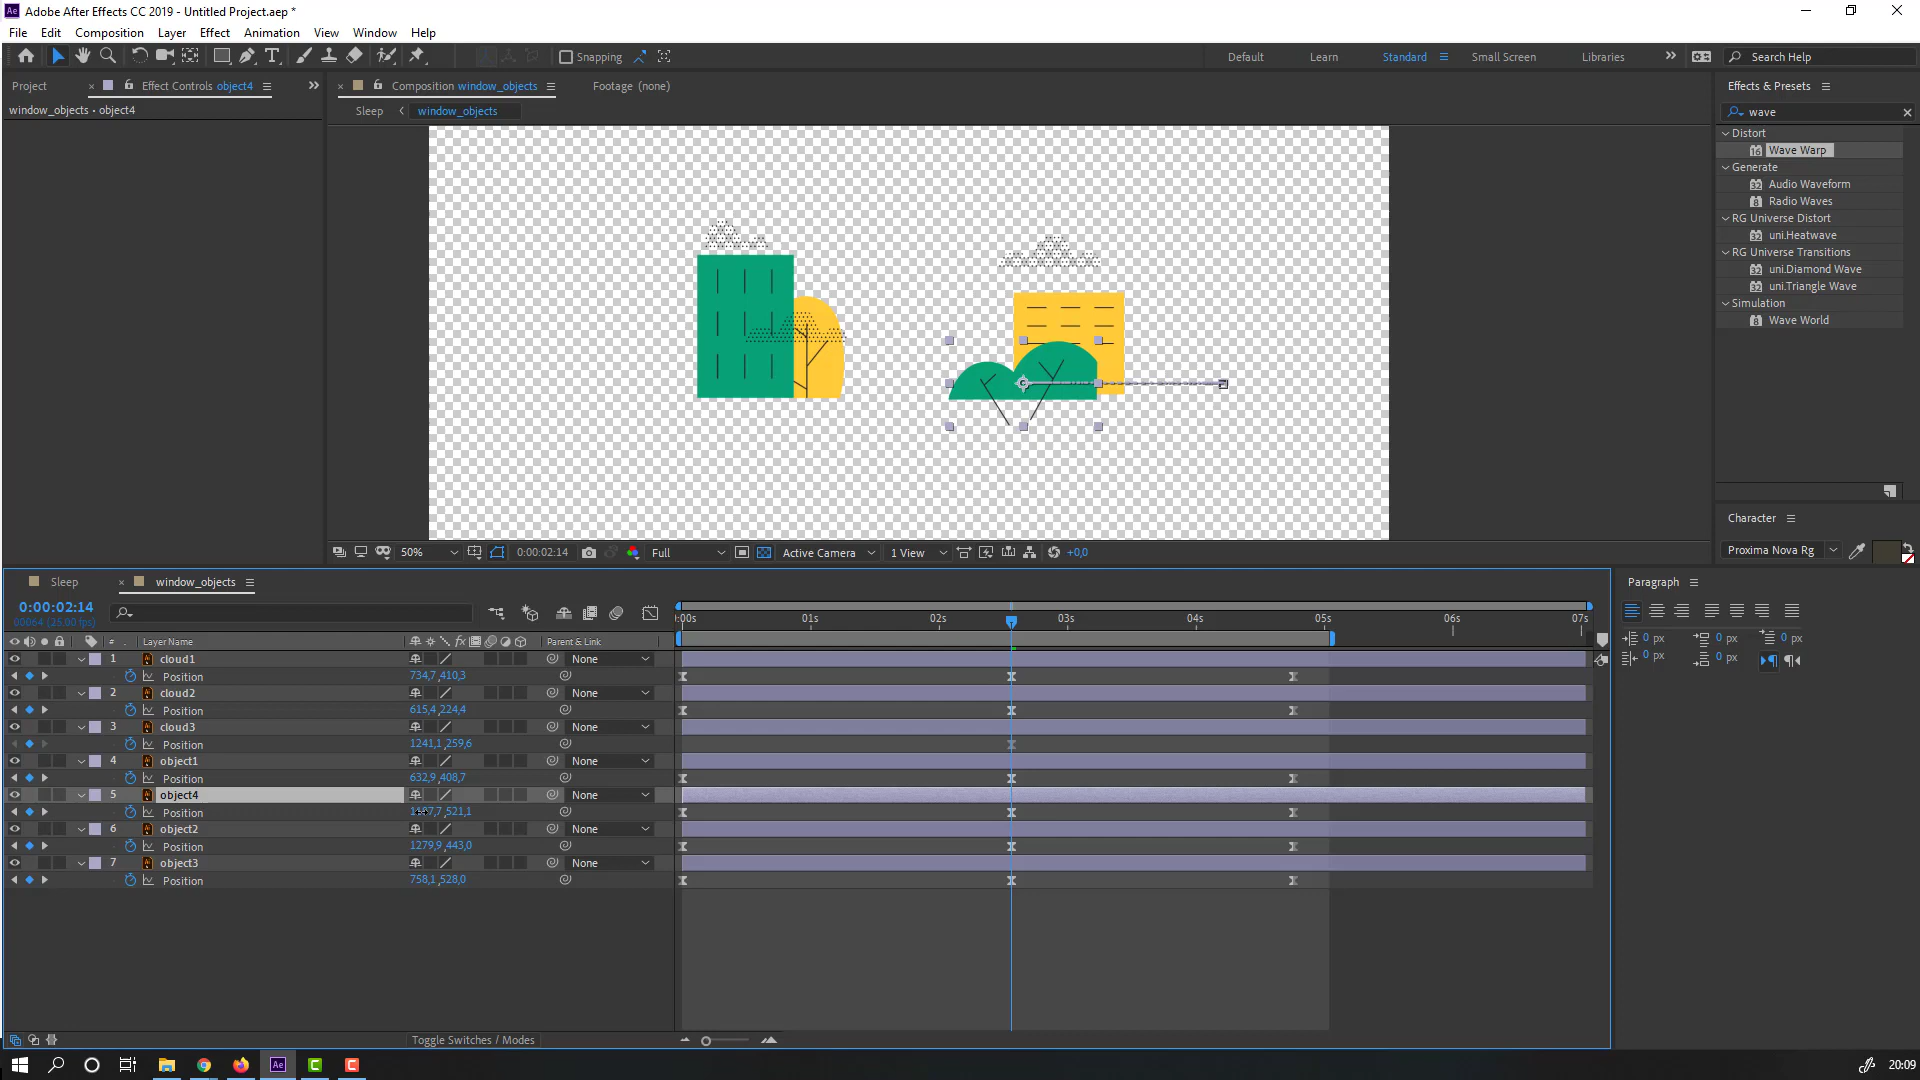 Adobe After Effects CC 2019 - Untitled Project.aep *
File Edit Composition Layer Effect Animation View Window Help
Snapping Default Learn Standard Small Screen Libraries Search Help
Project Effect Controls object4 Composition window_objects Footage (none) Effects & Presets
window_objects • object4
Sleep window_objects
wave
Distort
Wave Warp
Generate
Audio Waveform
Radio Waves
RG Universe Distort
uni.Heatwave
RG Universe Transitions
uni.Diamond Wave
uni.Triangle Wave
Simulation
Wave World
Character
Proxima Nova Rg
50% 0:00:02:14 Full Active Camera 1 View +0,0
Sleep window_objects
Paragraph
0:00:02:14
00064 (25.00 fps)
:00s 01s 02s 03s 04s 05s 06s 07s
0 px 0 px 0 px
0 px 0 px
# Layer Name Parent & Link
1 cloud1 None
Position 734,7,410,3
2 cloud2 None
Position 615,4,224,4
3 cloud3 None
Position 1241,1,259,6
4 object1 None
Position 632,9,408,7
5 object4 None
Position
6 object2 None
Position 1279,9,443,0
7 object3 None
Position 758,1,528,0
Toggle Switches / Modes
20:09